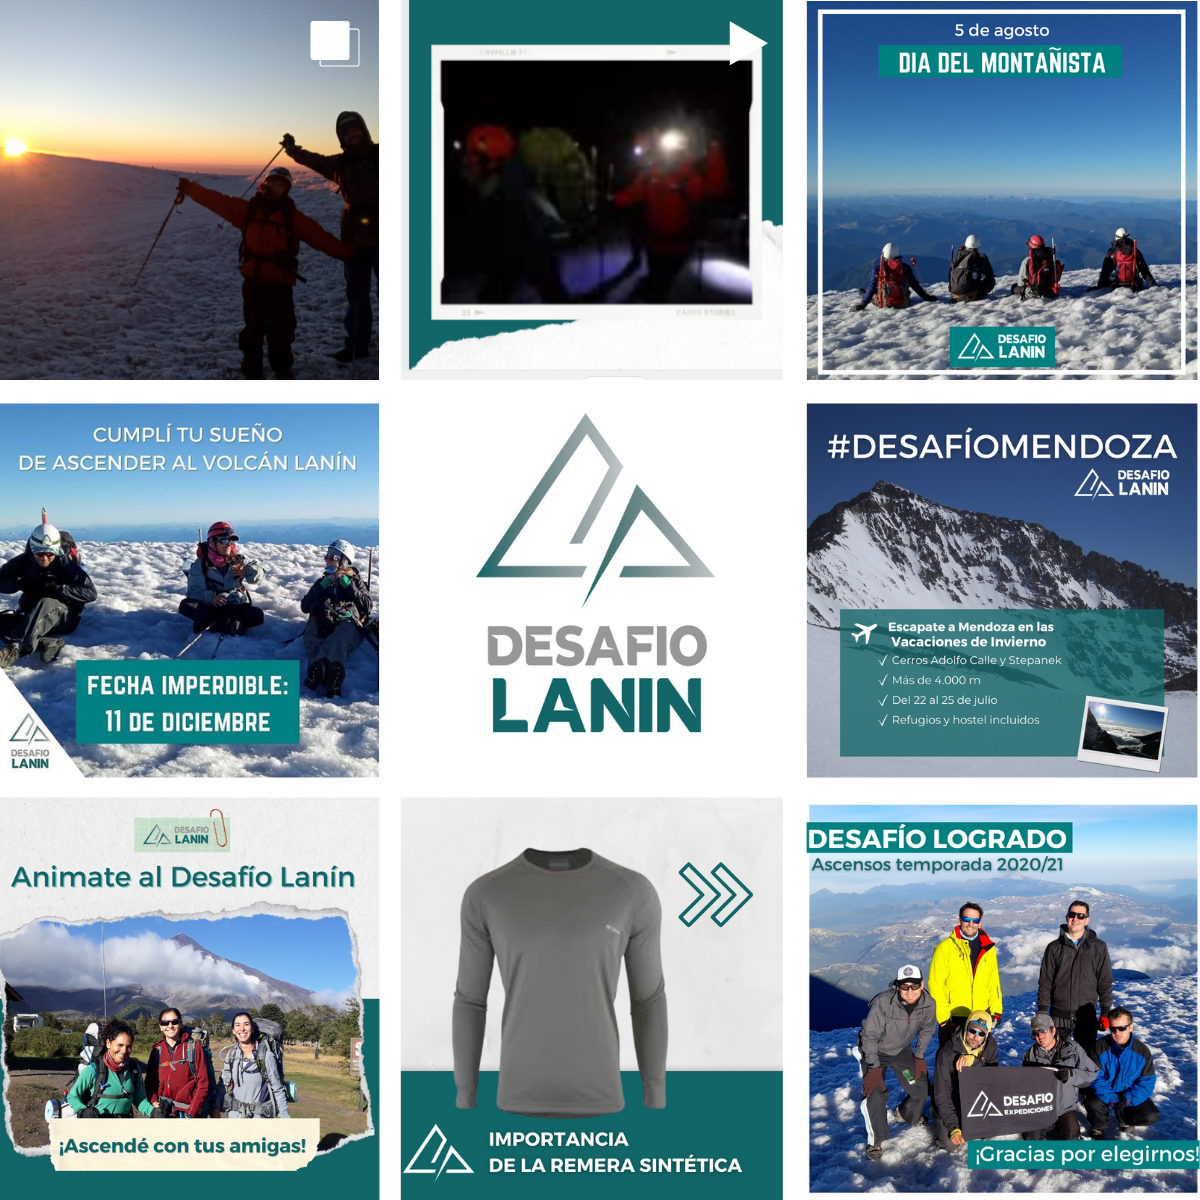 23
CANVA STORIES
5 de agosto
DIA DEL MONTAÑISTA
DESAFIO
LANIN
CUMPLÍ TU SUEÑO
DE ASCENDER AL VOLCÁN LANÍN
FECHA IMPERDIBLE:
11 DE DICIEMBRE
DESAFIO
LANIN
DESAFIO
LANIN
#DESAFÍOMENDOZA
DESAFIO
LANIN
Escapate a Mendoza en las
Vacaciones de Invierno
✓ Cerros Adolfo Calle y Stepanek
✓ Más de 4.000 m
✓ Del 22 al 25 de julio
✓ Refugios y hostel incluidos
DESAFIO
LANIN
Animate al Desafío Lanín
¡Ascendé con tus amigas!
IMPORTANCIA
DE LA REMERA SINTÉTICA
DESAFÍO LOGRADO
Ascensos temporada 2020/21
DESAFIO
EXPEDICIONES
¡Gracias por elegirnos!